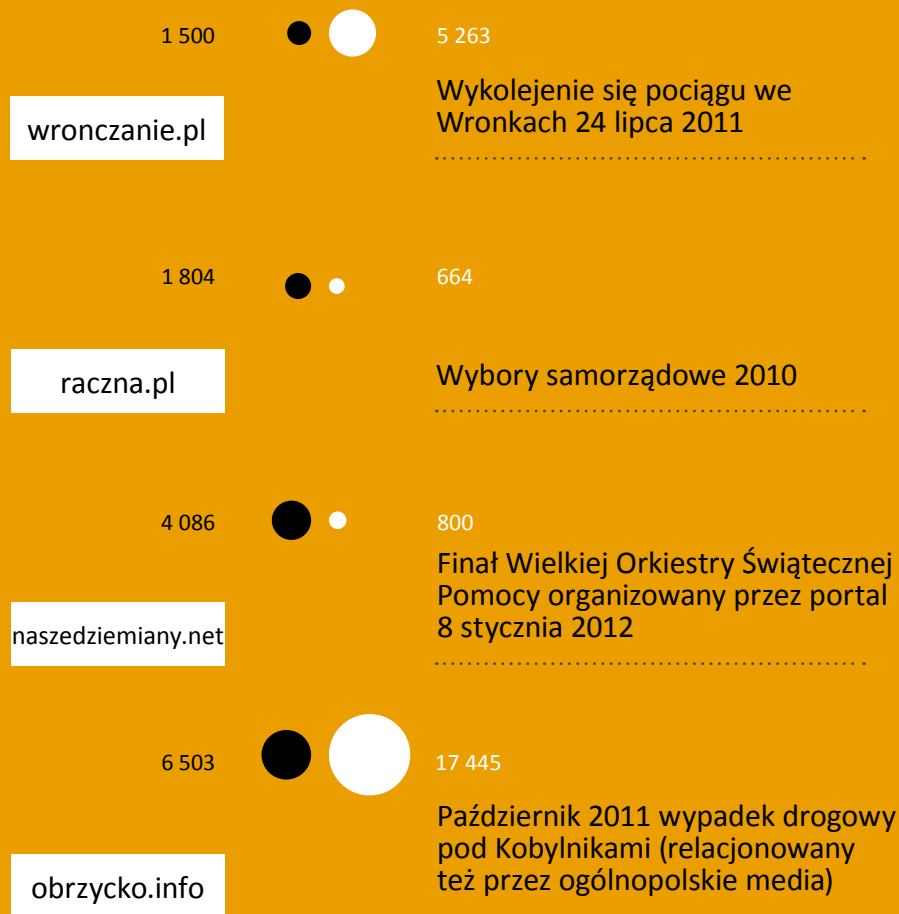 1 500
5 263
Wykolejenie się pociągu we
Wronkach 24 lipca 2011
wronczanie.pl
1 804
664
raczna.pl
Wybory samorządowe 2010
4 086
800
Finał Wielkiej Orkiestry Świątecznej
Pomocy organizowany przez portal
8 stycznia 2012
naszedziemiany.net
6 503
17 445
Październik 2011 wypadek drogowy
pod Kobylnikami (relacjonowany
też przez ogólnopolskie media)
obrzycko.info